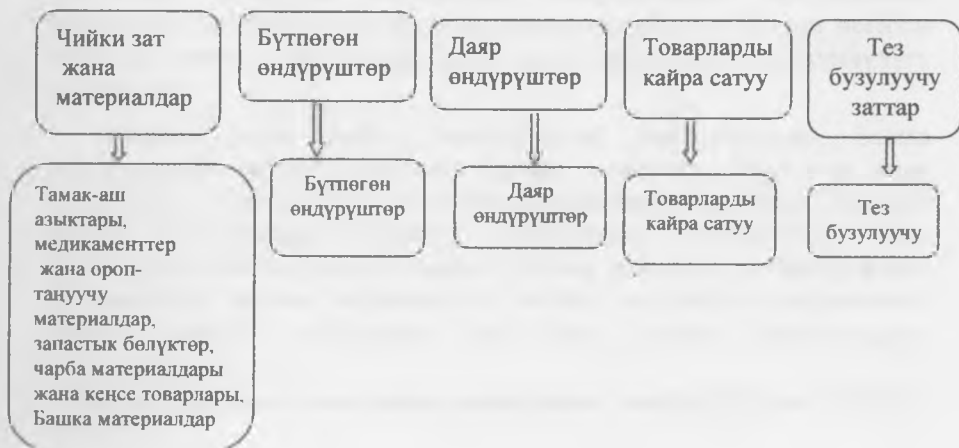 Чийки зат
жана
материалдар
Бүтпөгөн
өндүрүштөр
Даяр
өндүрүштөр
Товарларды
кайра сатуу
Тез
бузулуучу
заттар
Тамак-аш
азыктары,
медикаменттер
жана ороп-
тануучу
материалдар,
запастык бөлүктөр,
чарба материалдары
жана кеңсе товарлары,
Башка материалдар
Бүтпөгөн
өндүрүштөр
Даяр
өндүрүштөр
Товарларды
кайра сатуу
Тез
бузулуучу